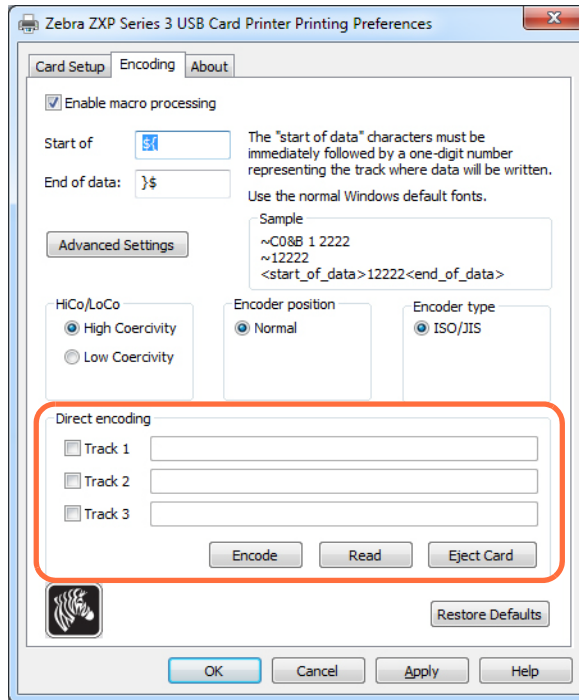 Zebra ZXP Series 3 USB Card Printer Printing Preferences
Card Setup
Encoding
About
Enable macro processing
Start of
${
The "start of data" characters must be
immediately followed by a one-digit number
representing the track where data will be written.
End of data:
}$
Use the normal Windows default fonts.
Advanced Settings
Sample
~C0&B 1 2222
~12222
<start_of_data>12222<end_of_data>
HiCo/LoCo
High Coercivity
Low Coercivity
Encoder position
Normal
Encoder type
ISO/JIS
Direct encoding
Track 1
Track 2
Track 3
Encode
Read
Eject Card
Restore Defaults
OK
Cancel
Apply
Help